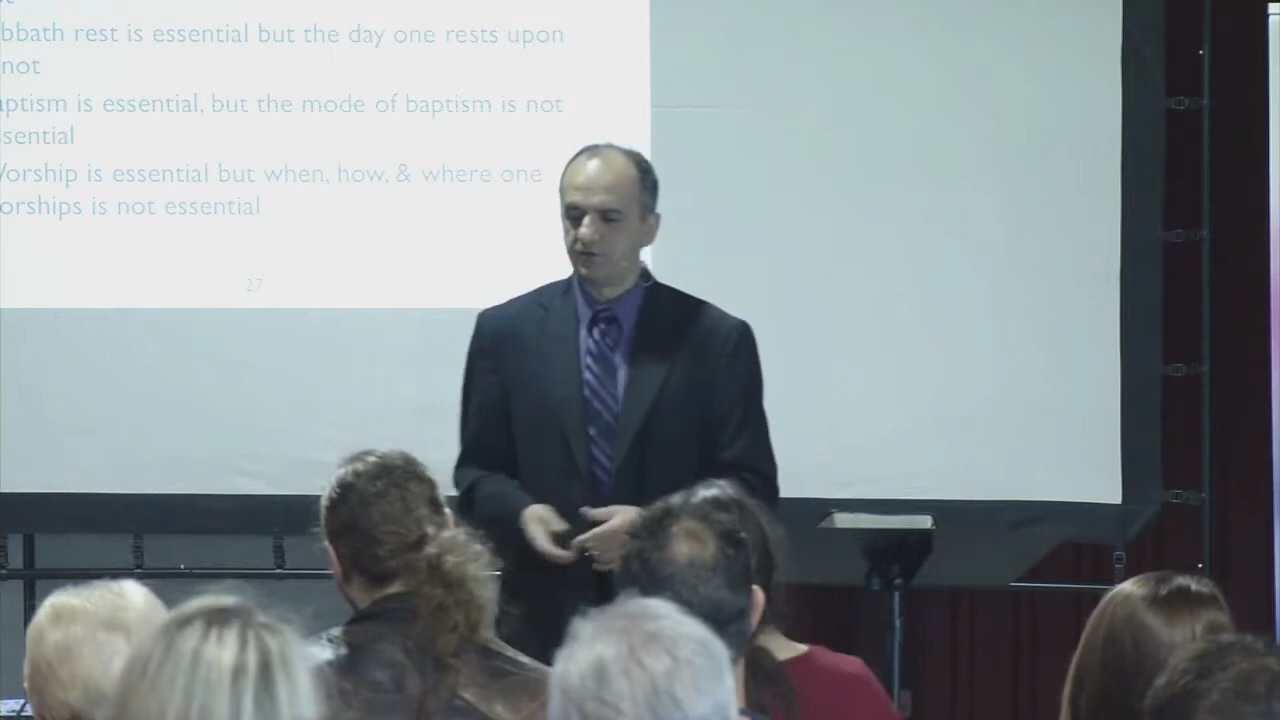 bbath rest is essential but the day one rests upon
not
aptism is essential, but the mode of baptism is not
ssential
Vorship is essential but when, how, & where one
orships is not essential
27